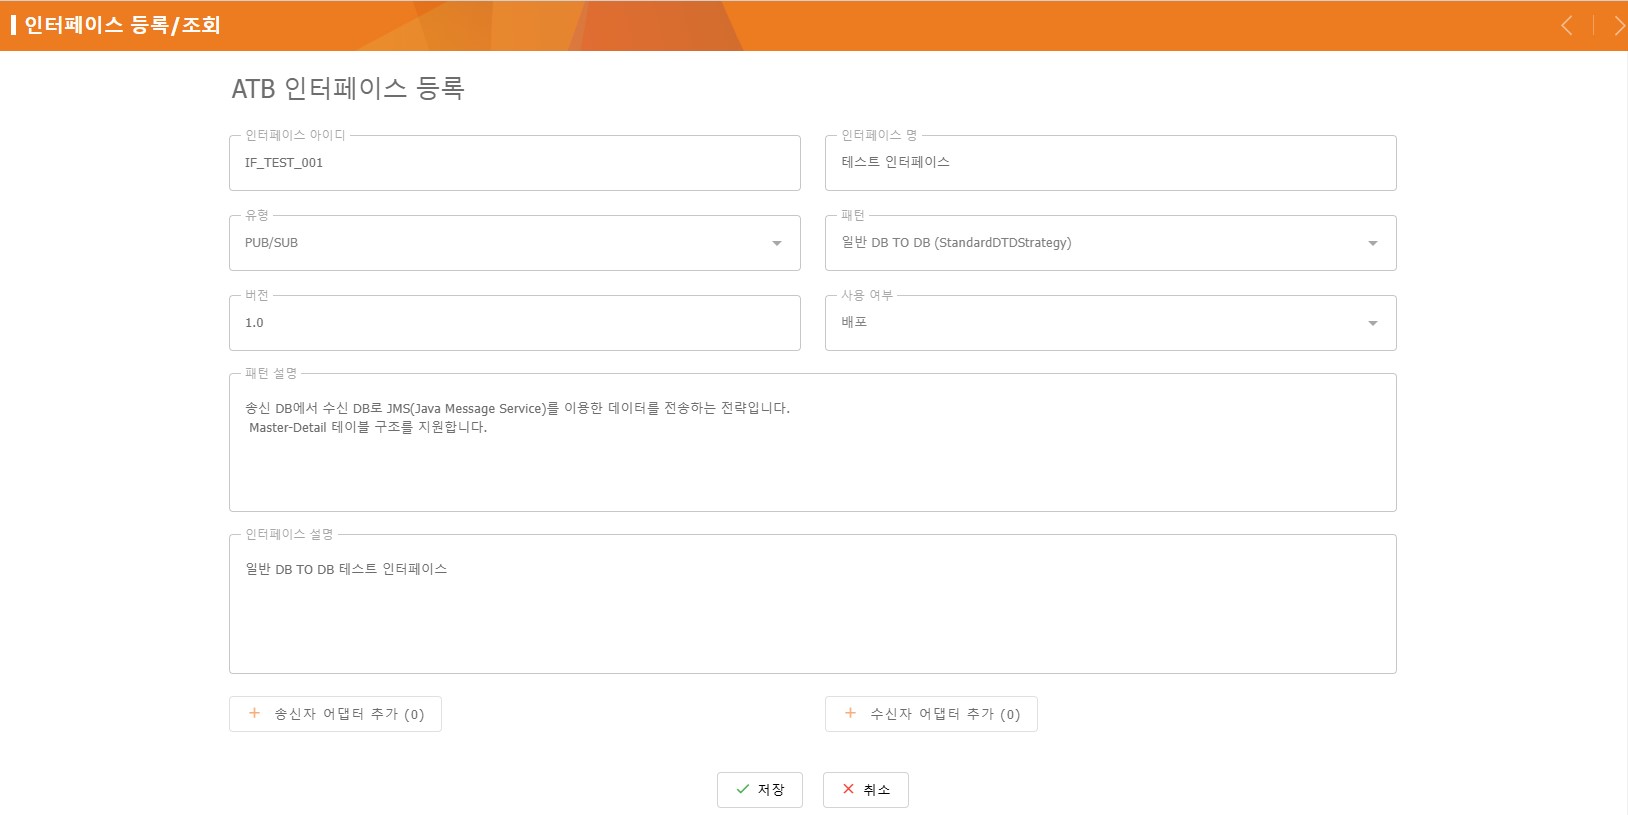 인터페이스 등록/조회
ATB 인터페이스 등록
인터페이스 아이디
IF_TEST_001
인터페이스 명
테스트 인터페이스
유형
PUB/SUB
패턴
일반 DB TO DB (StandardDTDStrategy)
버전
1.0
사용 여부
배포
패턴 설명
송신 DB에서 수신 DB로 JMS(Java Message Service)를 이용한 데이터를 전송하는 전략입니다.
Master-Detail 테이블 구조를 지원합니다.
인터페이스 설명
일반 DB TO DB 테스트 인터페이스
+ 송신자 어댑터 추가 (0)
+ 수신자 어댑터 추가 (0)
저장
취소